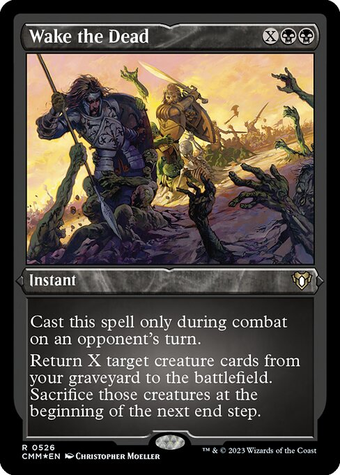 Wake the Dead X
Instant
Cast this spell only during combat
on an opponent's turn.
Return X target creature cards from
your graveyard to the battlefield.
Sacrifice those creatures at the
beginning of the next end step.
R 0526
CMM★EN Christopher Moeller
™ & © 2023 Wizards of the Coast